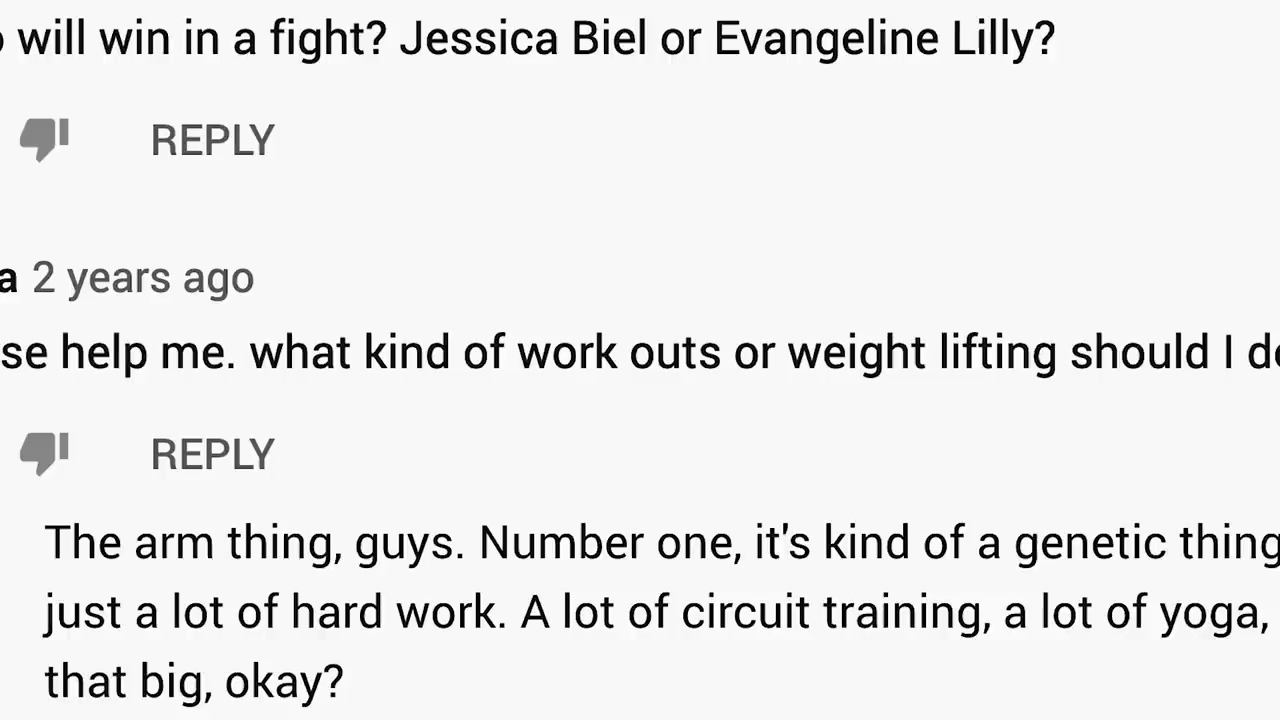 will win in a fight? Jessica Biel or Evangeline Lilly?
REPLY
a 2 years ago
se help me. what kind of work outs or weight lifting should I do
REPLY
The arm thing, guys. Number one, it's kind of a genetic thing
just a lot of hard work. A lot of circuit training, a lot of yoga,
that big, okay?